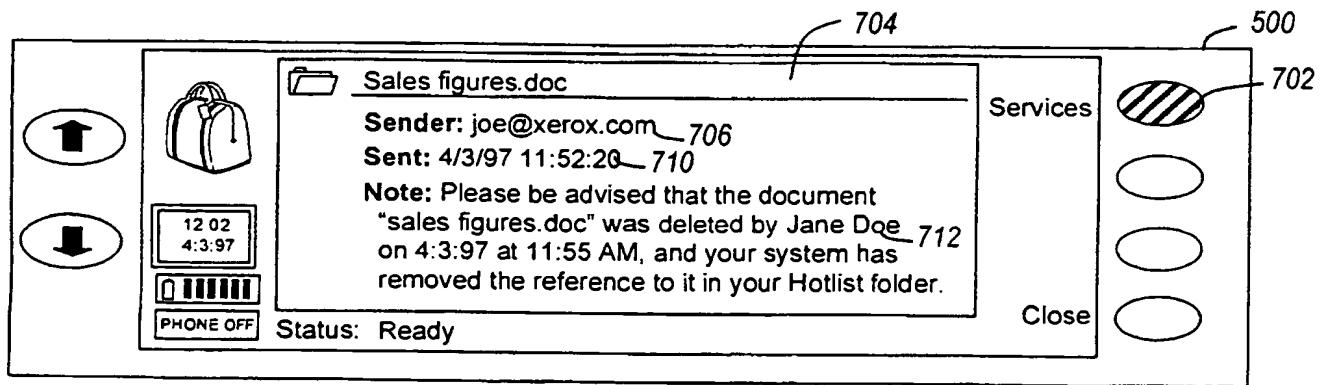 704
500
702
Sales figures.doc
Services
Sender: joe@xerox.com 706
Sent: 4/3/97 11:52:20 710
Note: Please be advised that the document
"sales figures.doc" was deleted by Jane Doe 712
on 4:3:97 at 11:55 AM, and your system has
removed the reference to it in your Hotlist folder.
12 02
4:3:97
PHONE OFF
Status: Ready
Close